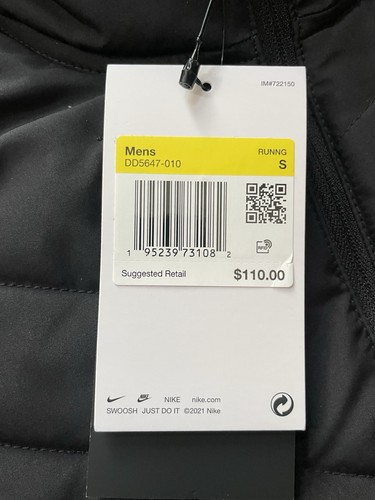 IM#722150
Mens RUNNG
DD5647-010 S
1 95239 73108 2
RFID
Suggested Retail $110.00
NIKE nike.com
SWOOSH JUST DO IT ©2021 Nike